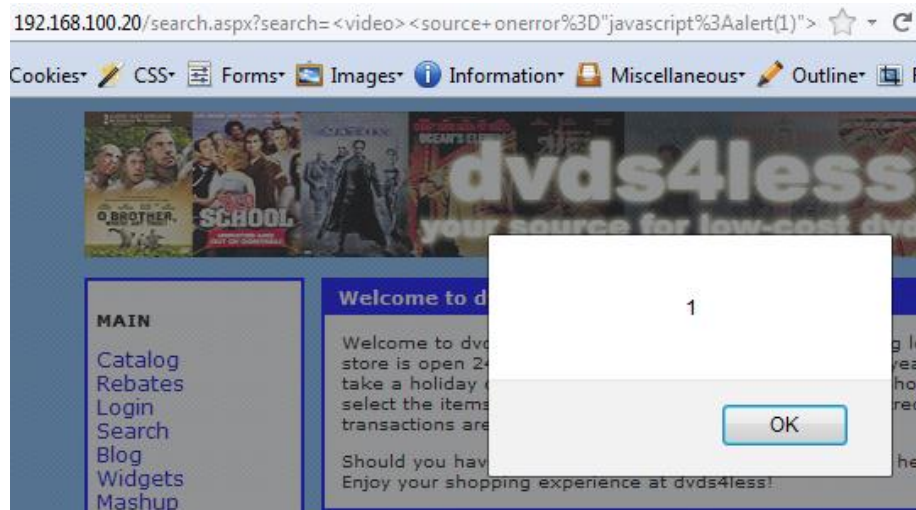 192.168.100.20/search.aspx?search=<video><source+onerror%3D"javascript%3Aalert(1)">
Cookies CSS Forms Images Information Miscellaneous Outline
O BROTHER,
SCHOOL
dvds4less
your source for low-cost
MAIN
Catalog
Rebates
Login
Search
Blog
Widgets
Mashup
Welcome to d
Welcome to
store is open
take a holiday
select the items
transactions are
Should you hav
Enjoy your shopping experience at dvds4less!
1
OK